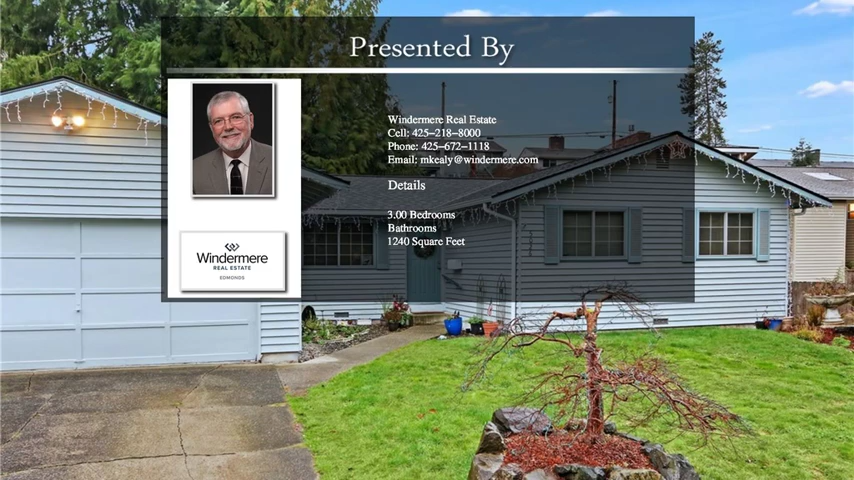 Presented By
Windermere Real Estate
Cell: 425-218-8000
Phone: 425-672-1118
Email: mkealy@windermere.com
Details
3.00 Bedrooms
Bathrooms
1240 Square Feet
Windermere
REAL ESTATE
EDMONDS